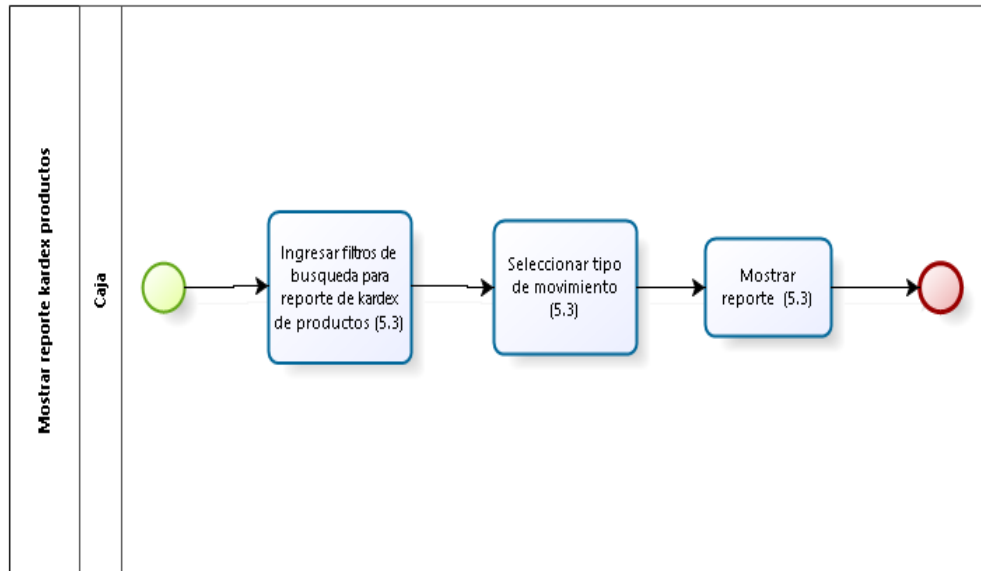 Mostrar reporte kardex productos
Caja
Ingresar filtros de
busqueda para
reporte de kardex
de productos (5.3)
Seleccionar tipo
de movimiento
(5.3)
Mostrar
reporte (5.3)